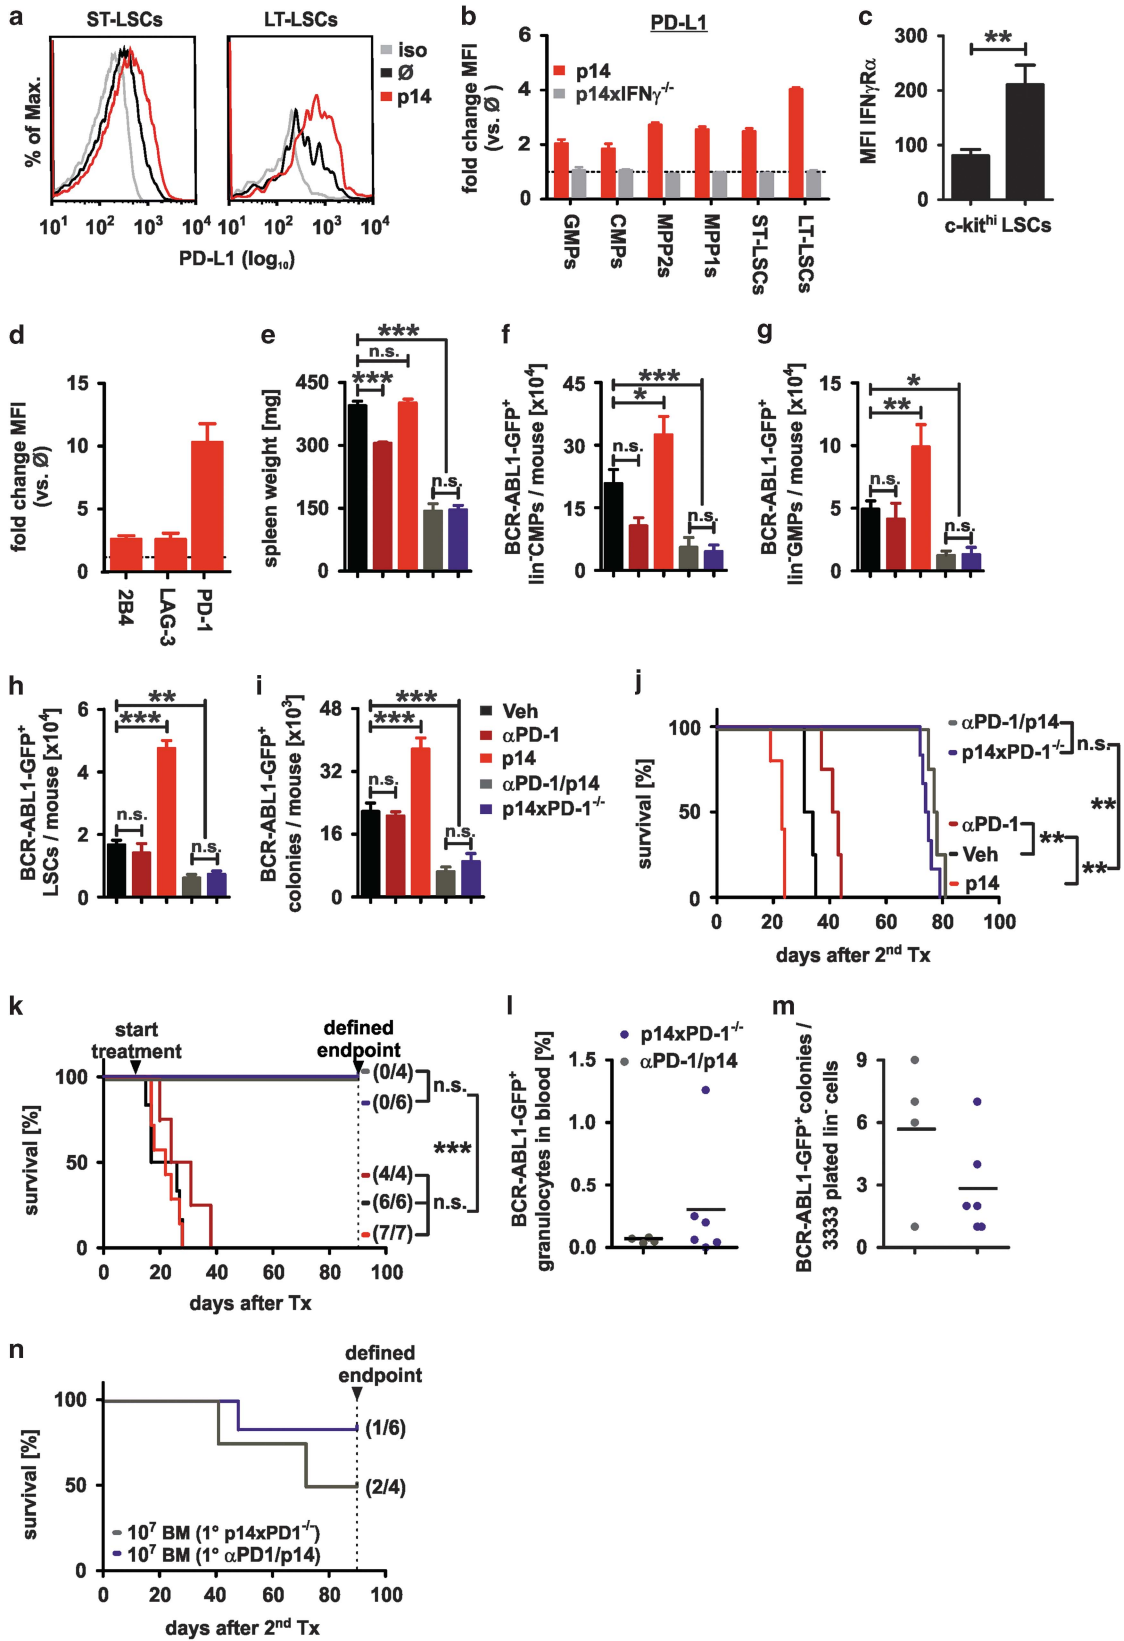 a
ST-LSCs
LT-LSCs
iso
Ø
p14
% of Max.
10¹ 10² 10³ 10⁴
10¹ 10² 10³ 10⁴
PD-L1 (log₁₀)
b
PD-L1
p14
p14xIFNγ⁻/⁻
fold change MFI
(vs. Ø)
6
4
2
0
GMPs
CMPs
MPP2s
MPP1s
ST-LSCs
LT-LSCs
c
**
MFI IFNγRα
300
200
100
0
c-kitʰⁱ LSCs
d
fold change MFI
(vs. Ø)
15
10
5
0
2B4
LAG-3
PD-1
e
spleen weight [mg]
450
300
150
0
***
n.s.
***
n.s.
f
BCR-ABL1-GFP⁺
lin⁻CMPs / mouse [x10⁴]
45
30
15
0
***
*
n.s.
n.s.
g
BCR-ABL1-GFP⁺
lin⁻GMPs / mouse [x10⁴]
15
10
5
0
*
**
n.s.
n.s.
h
BCR-ABL1-GFP⁺
LSCs / mouse [x10⁴]
6
4
2
0
**
***
n.s.
n.s.
i
BCR-ABL1-GFP⁺
colonies / mouse [x10³]
48
32
16
0
***
***
n.s.
n.s.
Veh
αPD-1
p14
αPD-1/p14
p14xPD-1⁻/⁻
j
survival [%]
100
50
0
0 20 40 60 80 100
days after 2ⁿᵈ Tx
αPD-1/p14
p14xPD-1⁻/⁻
n.s.
**
αPD-1
Veh
p14
**
**
k
start
treatment
defined
endpoint
survival [%]
100
50
0
0 20 40 60 80 100
days after Tx
(0/4)
(0/6)
n.s.
***
(4/4)
(6/6)
(7/7)
n.s.
l
p14xPD-1⁻/⁻
αPD-1/p14
BCR-ABL1-GFP⁺
granulocytes in blood [%]
1.5
1.0
0.5
0.0
m
BCR-ABL1-GFP⁺ colonies /
3333 plated lin⁻ cells
9
6
3
0
n
defined
endpoint
survival [%]
100
50
0
(1/6)
(2/4)
10⁷ BM (1° p14xPD1⁻/⁻)
10⁷ BM (1° αPD1/p14)
0 20 40 60 80 100
days after 2ⁿᵈ Tx